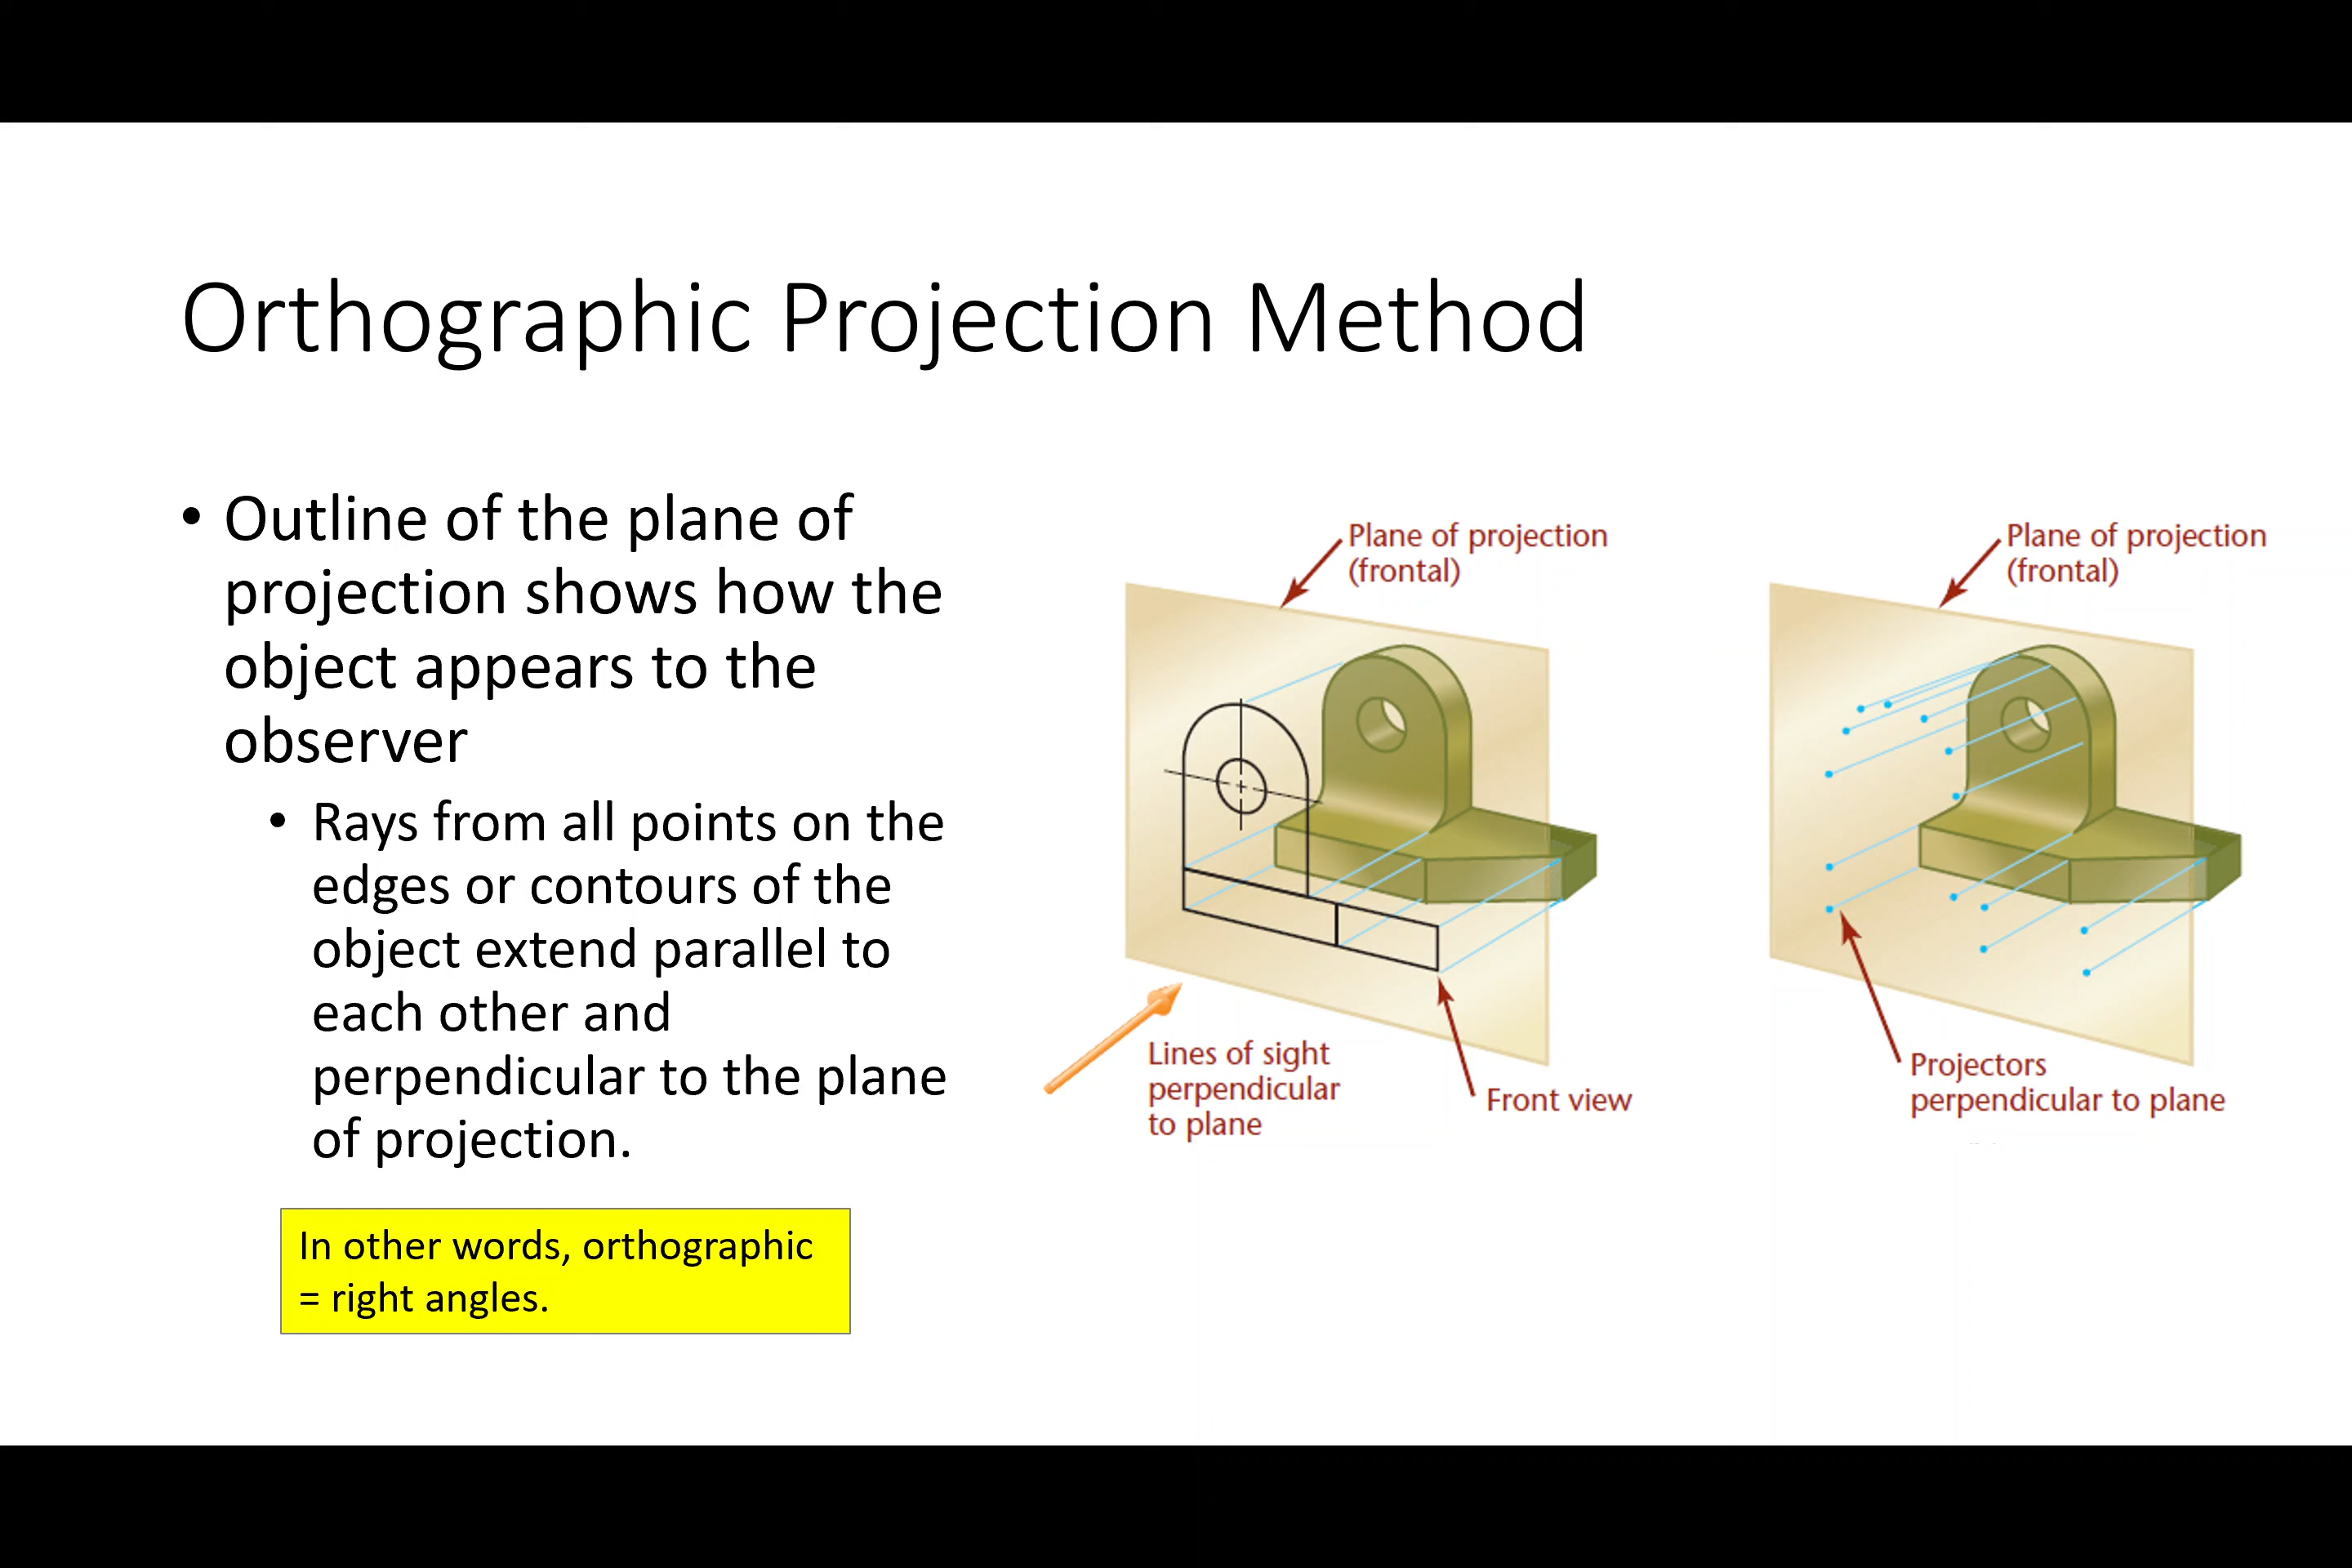 Orthographic Projection Method
• Outline of the plane of
projection shows how the
object appears to the
observer
• Rays from all points on the
edges or contours of the
object extend parallel to
each other and
perpendicular to the plane
of projection.
In other words, orthographic
= right angles.
Plane of projection
(frontal)
Lines of sight
perpendicular
to plane
Front view
Plane of projection
(frontal)
Projectors
perpendicular to plane